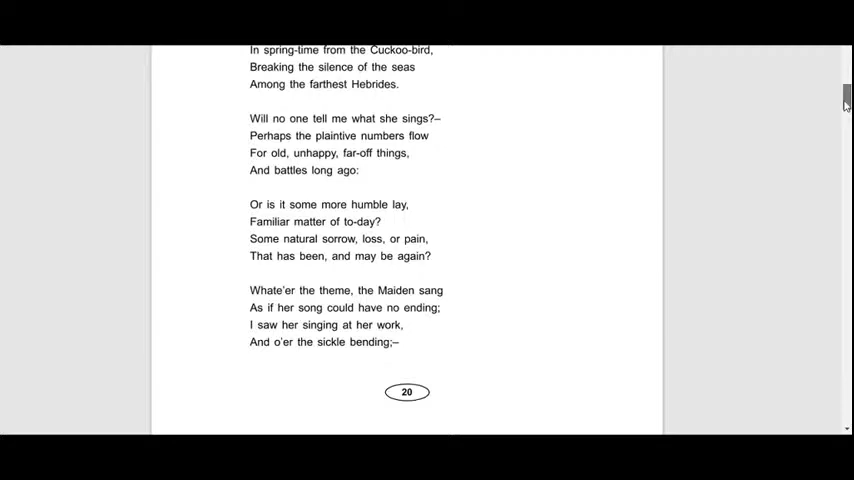 In spring-time from the Cuckoo-bird,
Breaking the silence of the seas
Among the farthest Hebrides.
Will no one tell me what she sings?–
Perhaps the plaintive numbers flow
For old, unhappy, far-off things,
And battles long ago:
Or is it some more humble lay,
Familiar matter of to-day?
Some natural sorrow, loss, or pain,
That has been, and may be again?
Whate'er the theme, the Maiden sang
As if her song could have no ending;
I saw her singing at her work,
And o'er the sickle bending;–
20